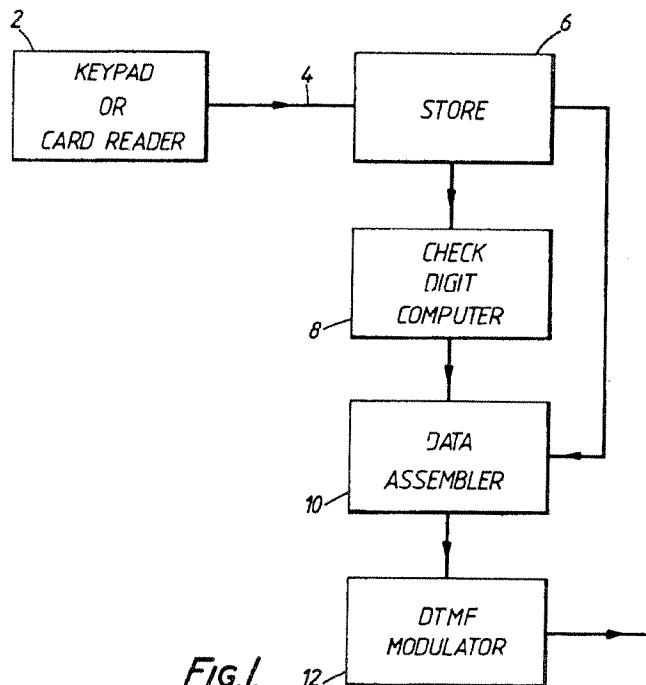 2
KEYPAD
OR
CARD READER
4
6
STORE
CHECK
DIGIT
COMPUTER
8
DATA
ASSEMBLER
10
DTMF
MODULATOR
12
FIG.1.